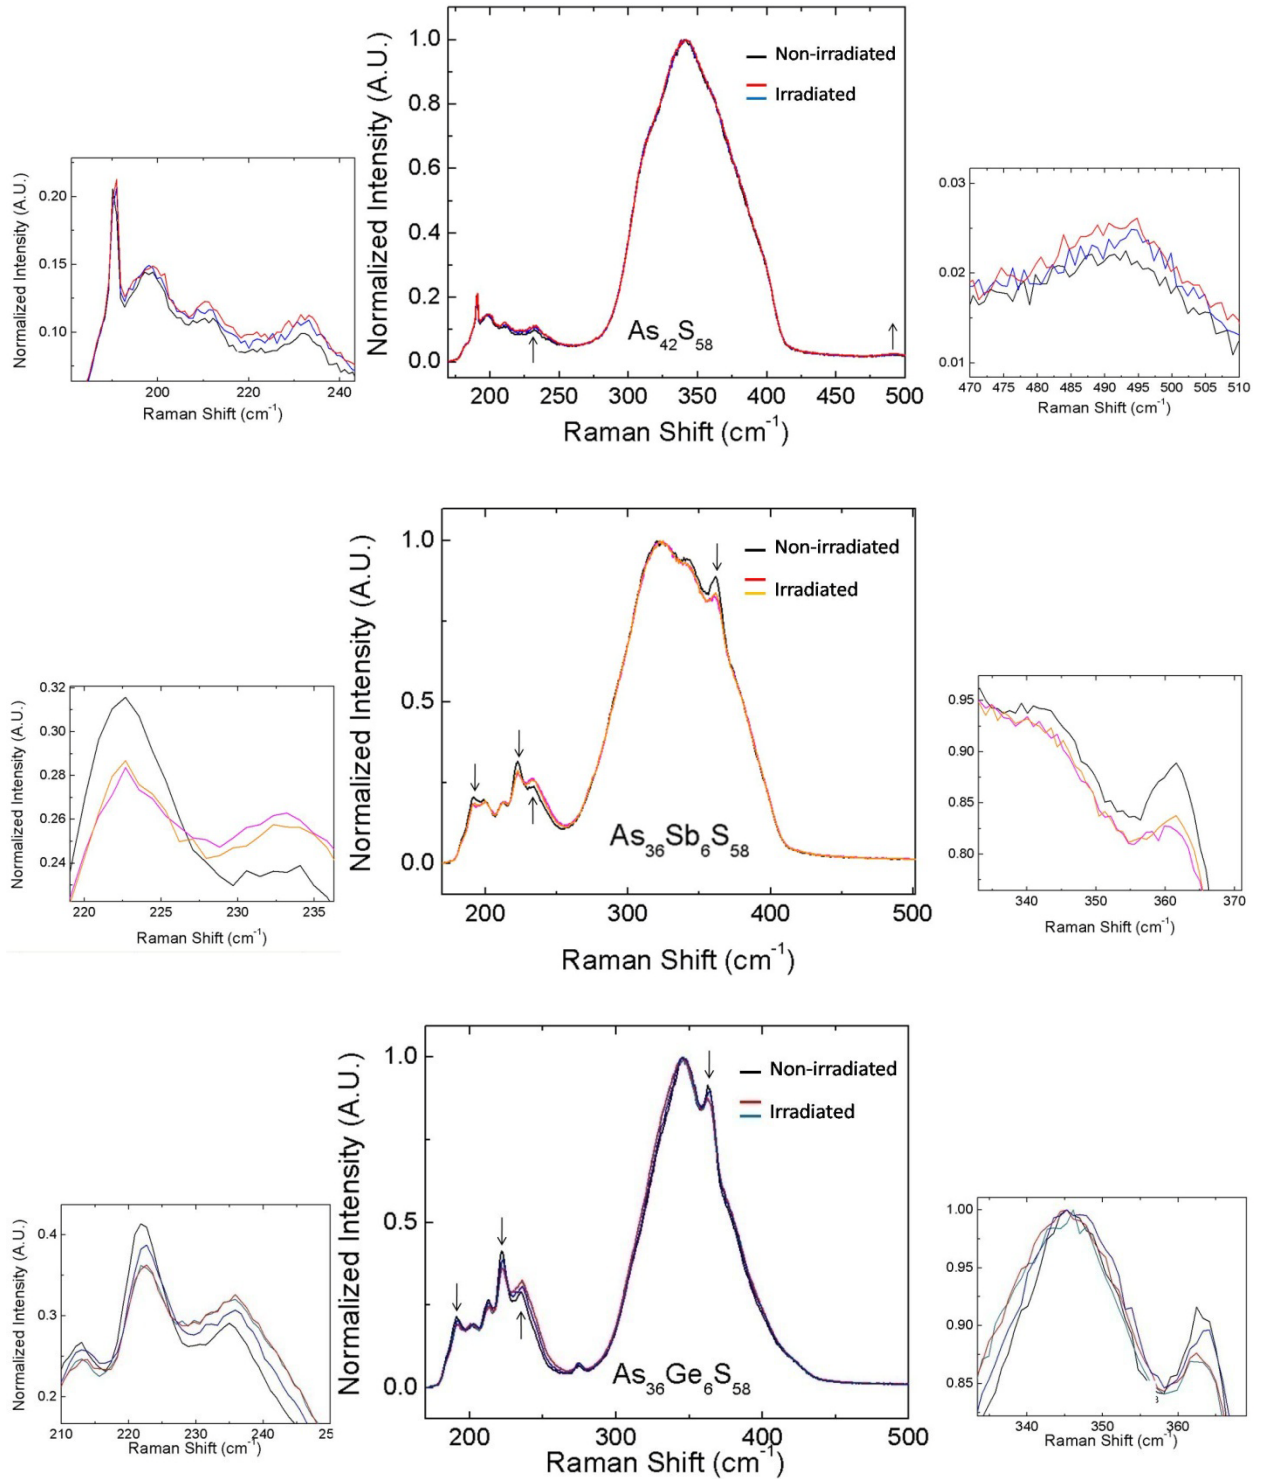 1.0
0.8
0.6
0.4
0.2
0.0
Normalized Intensity (A.U.)
Non-irradiated
Irradiated
As₄₂S₅₈
200 250 300 350 400 450 500
Raman Shift (cm⁻¹)
0.20
0.15
0.10
Normalized Intensity (A.U.)
200 220 240
Raman Shift (cm⁻¹)
0.03
0.02
0.01
Normalized Intensity (A.U.)
470 475 480 485 490 495 500 505 510
Raman Shift (cm⁻¹)
1.0
0.5
0.0
Normalized Intensity (A.U.)
Non-irradiated
Irradiated
As₃₆Sb₆S₅₈
200 300 400 500
Raman Shift (cm⁻¹)
0.32
0.30
0.28
0.26
0.24
Normalized Intensity (A.U.)
220 225 230 235
Raman Shift (cm⁻¹)
0.95
0.90
0.85
0.80
Normalized Intensity (A.U.)
340 350 360 370
Raman Shift (cm⁻¹)
1.0
0.5
0.0
Normalized Intensity (A.U.)
Non-irradiated
Irradiated
As₃₆Ge₆S₅₈
200 300 400 500
Raman Shift (cm⁻¹)
0.4
0.3
0.2
Normalized Intensity (A.U.)
210 220 230 240 25
Raman Shift (cm⁻¹)
1.00
0.95
0.90
0.85
Normalized Intensity (A.U.)
340 350 360
Raman Shift (cm⁻¹)